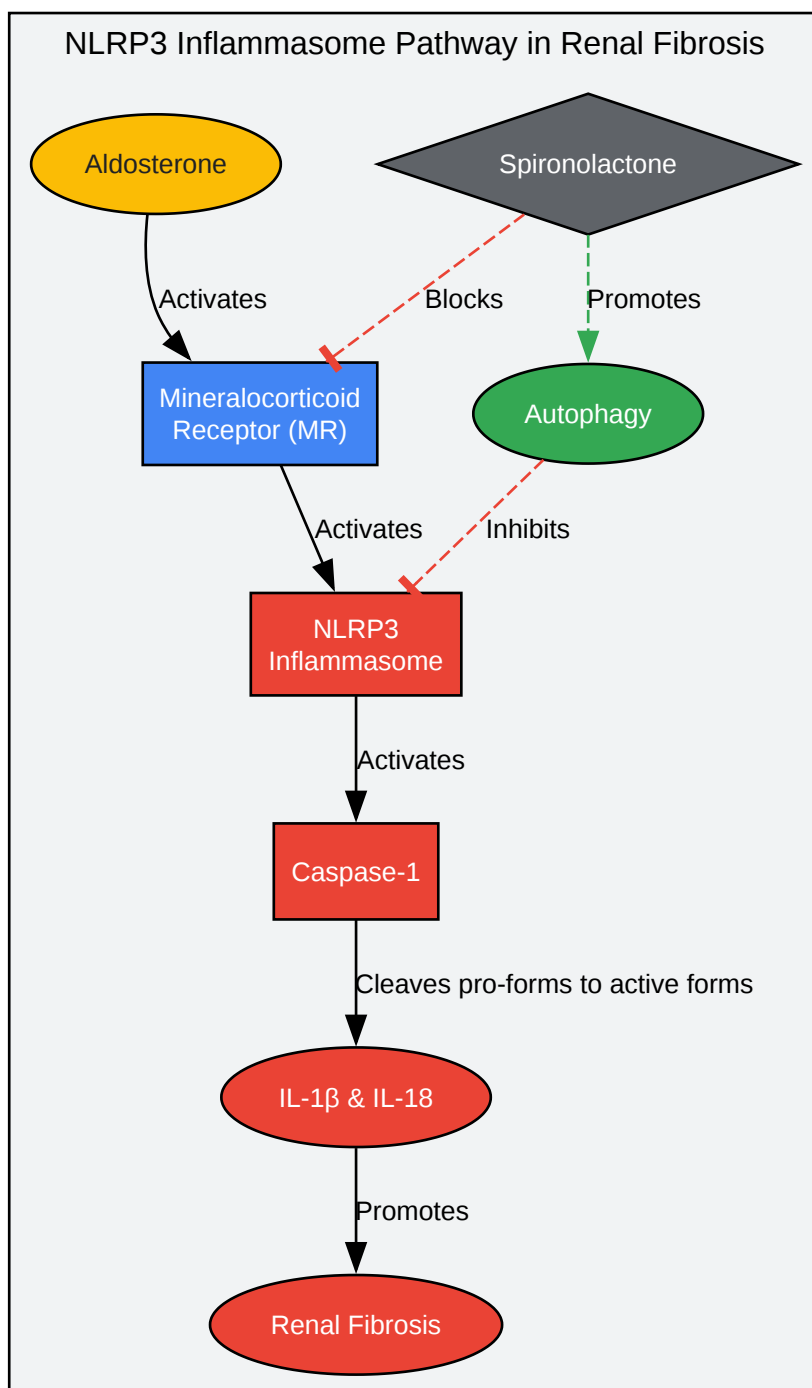 NLRP3 Inflammasome Pathway in Renal Fibrosis
Aldosterone
Spironolactone
Activates
Blocks
Promotes
Mineralocorticoid
Receptor (MR)
Autophagy
Activates
Inhibits
NLRP3
Inflammasome
Activates
Caspase-1
Cleaves pro-forms to active forms
IL-1β & IL-18
Promotes
Renal Fibrosis